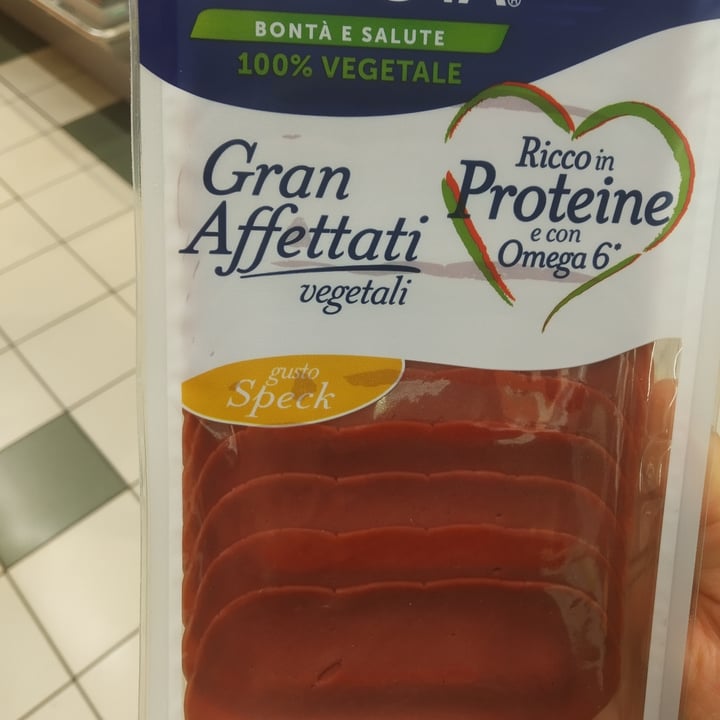 BONTÀ E SALUTE
100% VEGETALE
Gran
Affettati
vegetali
Ricco in
Proteine
e con
Omega 6*
gusto
Speck